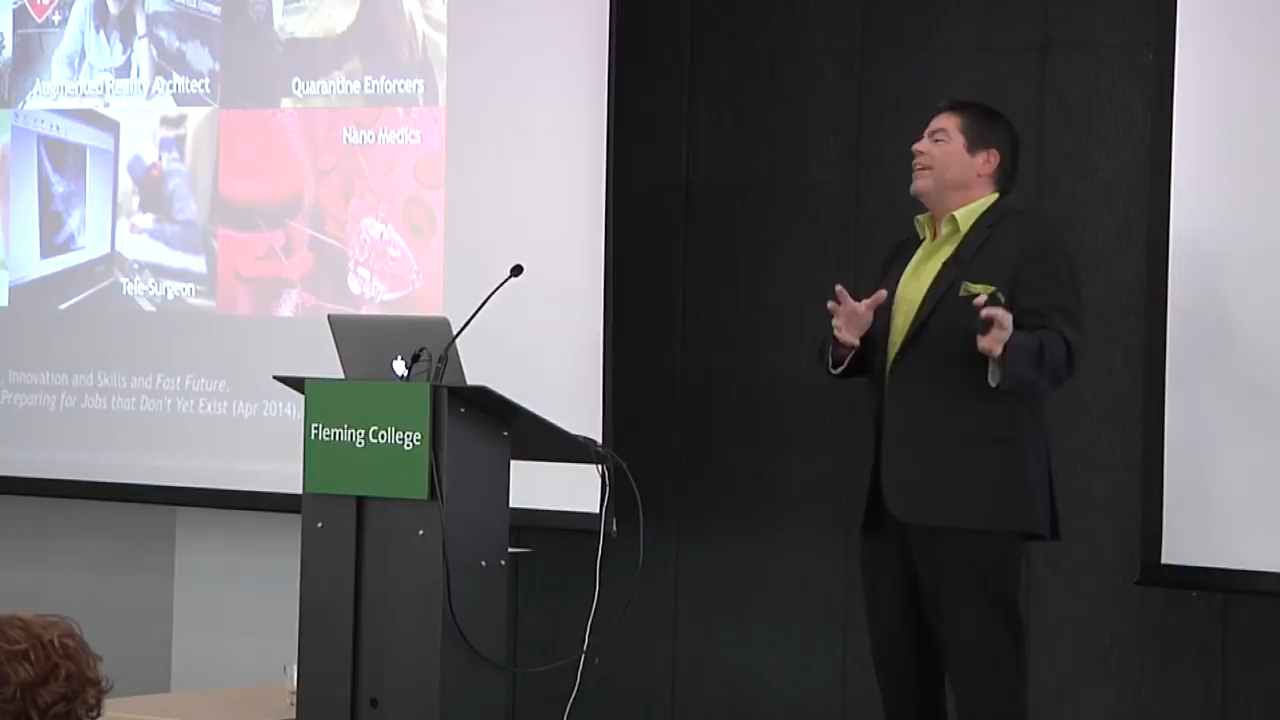 Augmented Reality Architect
Quarantine Enforcers
Nano Medics
Tele-Surgeon
, Innovation and Skills and Fast Future,
Preparing for Jobs that Don't Yet Exist (Apr 2014),
Fleming College